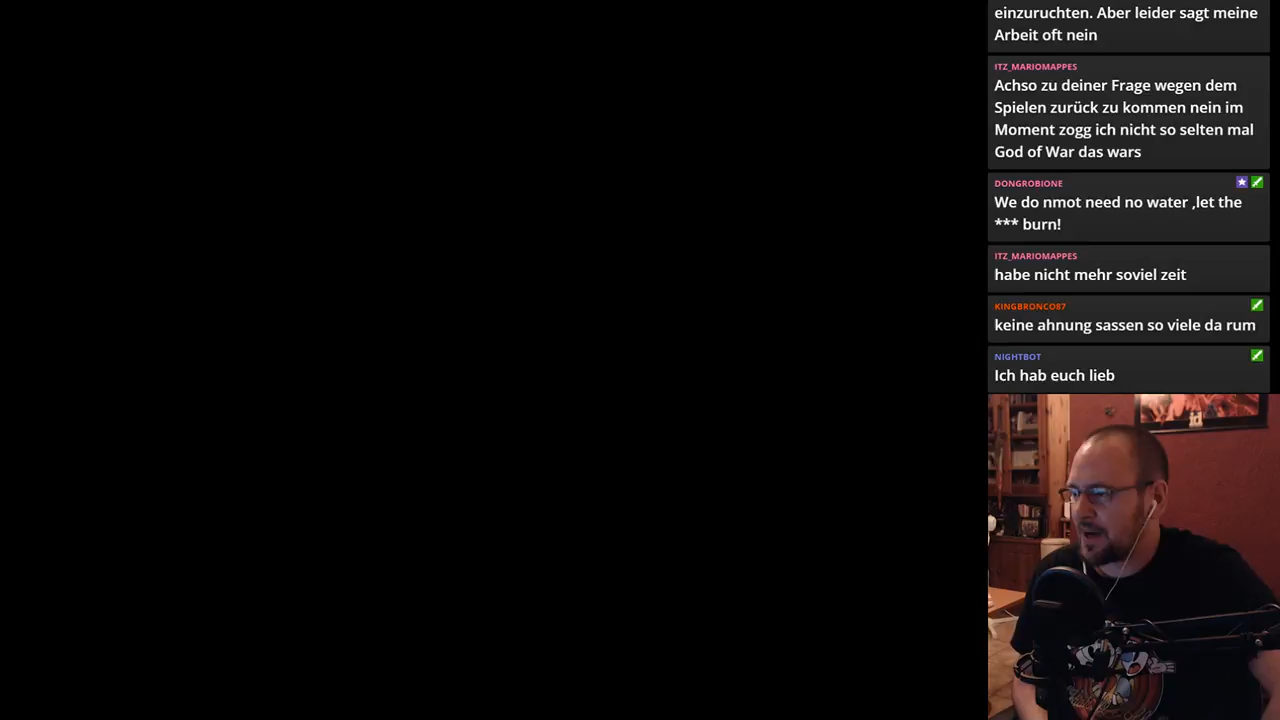 einzuruchten. Aber leider sagt meine
Arbeit oft nein
ITZ_MARIOMAPPES
Achso zu deiner Frage wegen dem
Spielen zurück zu kommen nein im
Moment zogg ich nicht so selten mal
God of War das wars
DONGROBIONE
We do nmot need no water ,let the
*** burn!
ITZ_MARIOMAPPES
habe nicht mehr soviel zeit
KINGBRONCO87
keine ahnung sassen so viele da rum
NIGHTBOT
Ich hab euch lieb